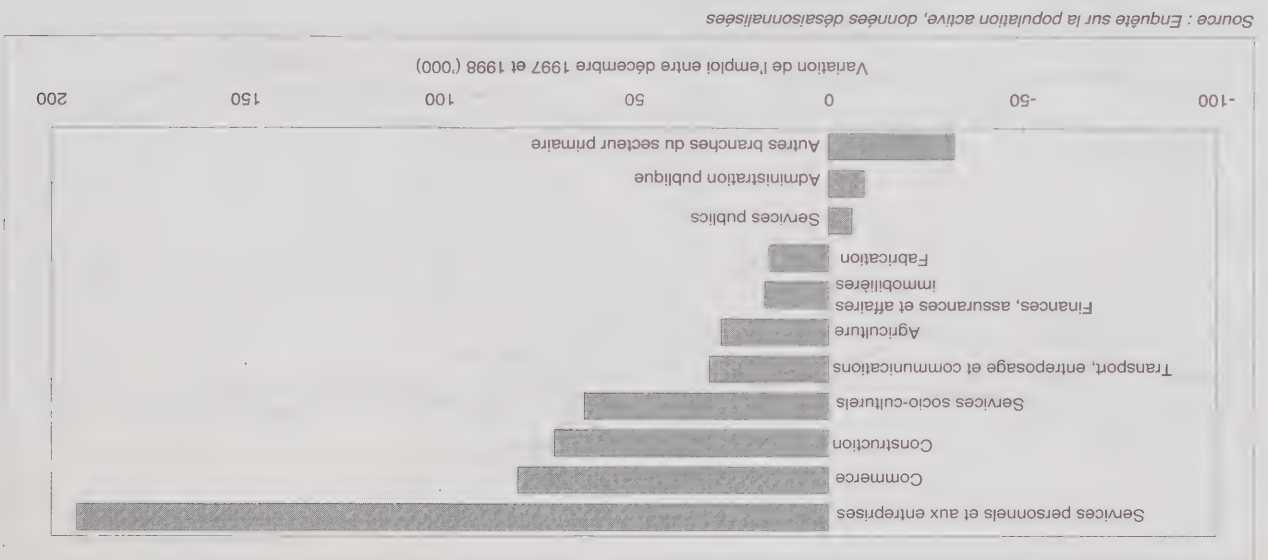 Services personnels et aux entreprises
Commerce
Construction
Services socio-culturels
Transport, entreposage et communications
Agriculture
Finances, assurances et affaires
immobilières
Fabrication
Services publics
Administration publique
Autres branches du secteur primaire
-100 -50 0 50 100 150 200
Variation de l'emploi entre décembre 1997 et 1998 ('000)
Source : Enquête sur la population active, données désaisonnalisées